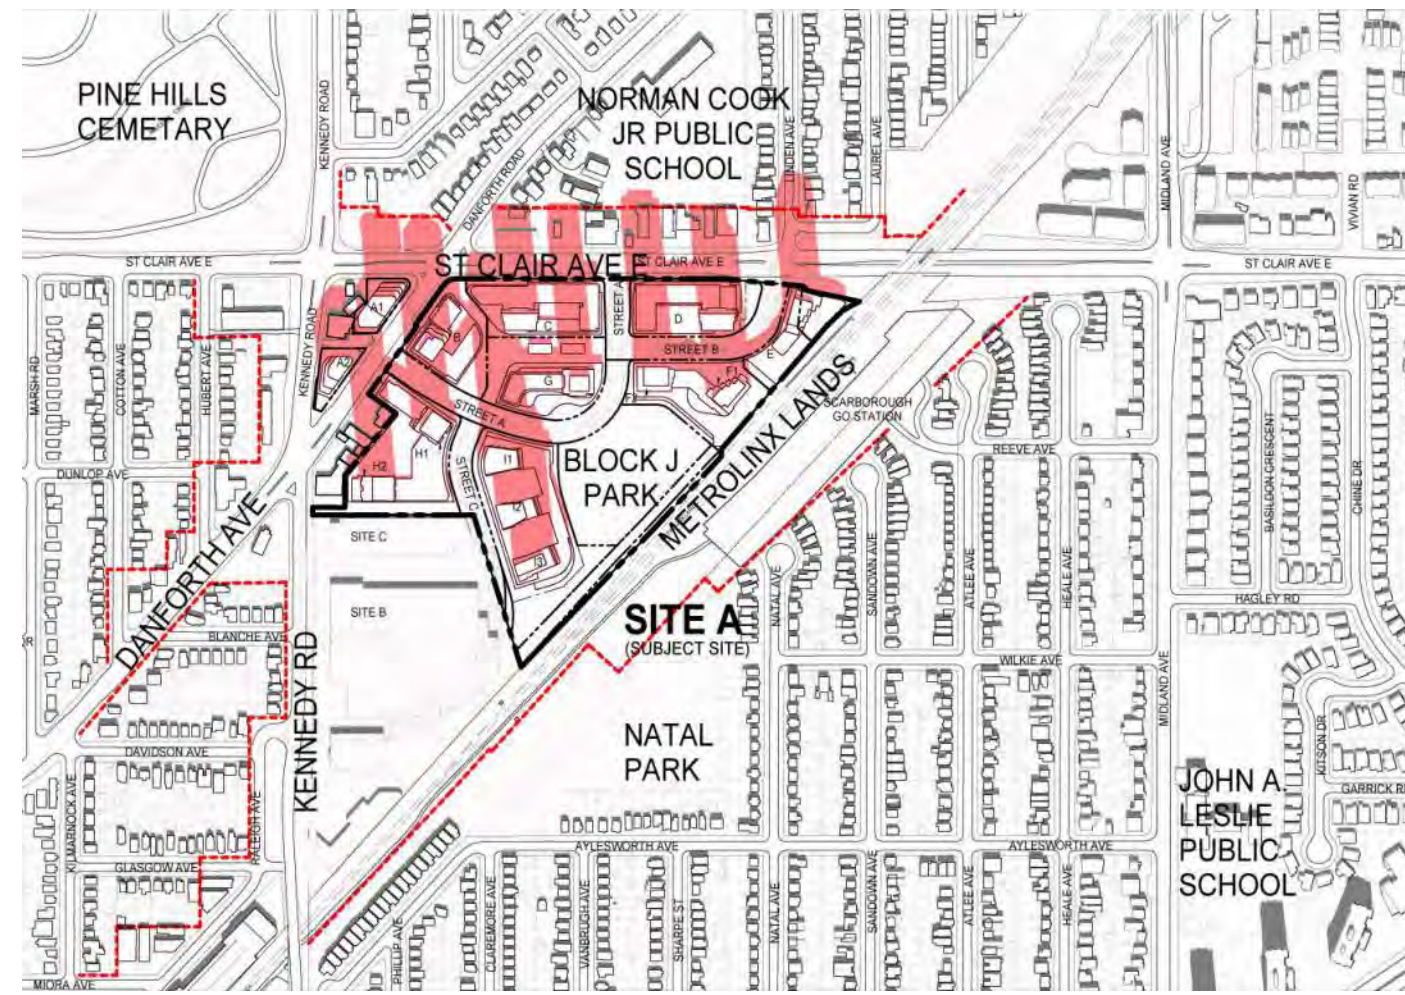 PINE HILLS
CEMETARY
KENNEDY ROAD
KENNEDY ROAD
NORMAN COOK
JR PUBLIC
SCHOOL
DANFORTH ROAD
LINDEN AVE
LAUREL AVE
MIDLAND AVE
VIVIAN RD
ST CLAIR AVE E
ST CLAIR AVE E
ST CLAIR AVE E
ST CLAIR AVE E
MARSH RD
COTTON AVE
HUBERT AVE
KENNEDY ROAD
A1
A2
B
C
STREET A
D
STREET B
E
F1
G
STREET A
H1
H2
STREET C
I1
I2
I3
BLOCK J
PARK
METROLINX LANDS
SCARBOROUGH
GO STATION
REEVE AVE
BASILDON CRESCENT
CHINE DR
DUNLOP AVE
DANFORTH AVE
SITE C
SITE B
SITE A
(SUBJECT SITE)
NATAL AVE
SANDOWN AVE
ATLEE AVE
HEALE AVE
HAGLEY RD
BLANCHE AVE
WILKIE AVE
MIDLAND AVE
KENNEDY RD
NATAL
PARK
DAVIDSON AVE
KITSON DR
JOHN A.
LESLIE
PUBLIC
SCHOOL
GARRICK R
KILMARNOCK AVE
RALEIGH AVE
GLASGOW AVE
AYLESWORTH AVE
AYLESWORTH AVE
PHILLIP AVE
CLAREMORE AVE
VANBRUGH AVE
SHARPE ST
NATAL AVE
SANDOWN AVE
ATLEE AVE
HEALE AVE
MIORA AVE